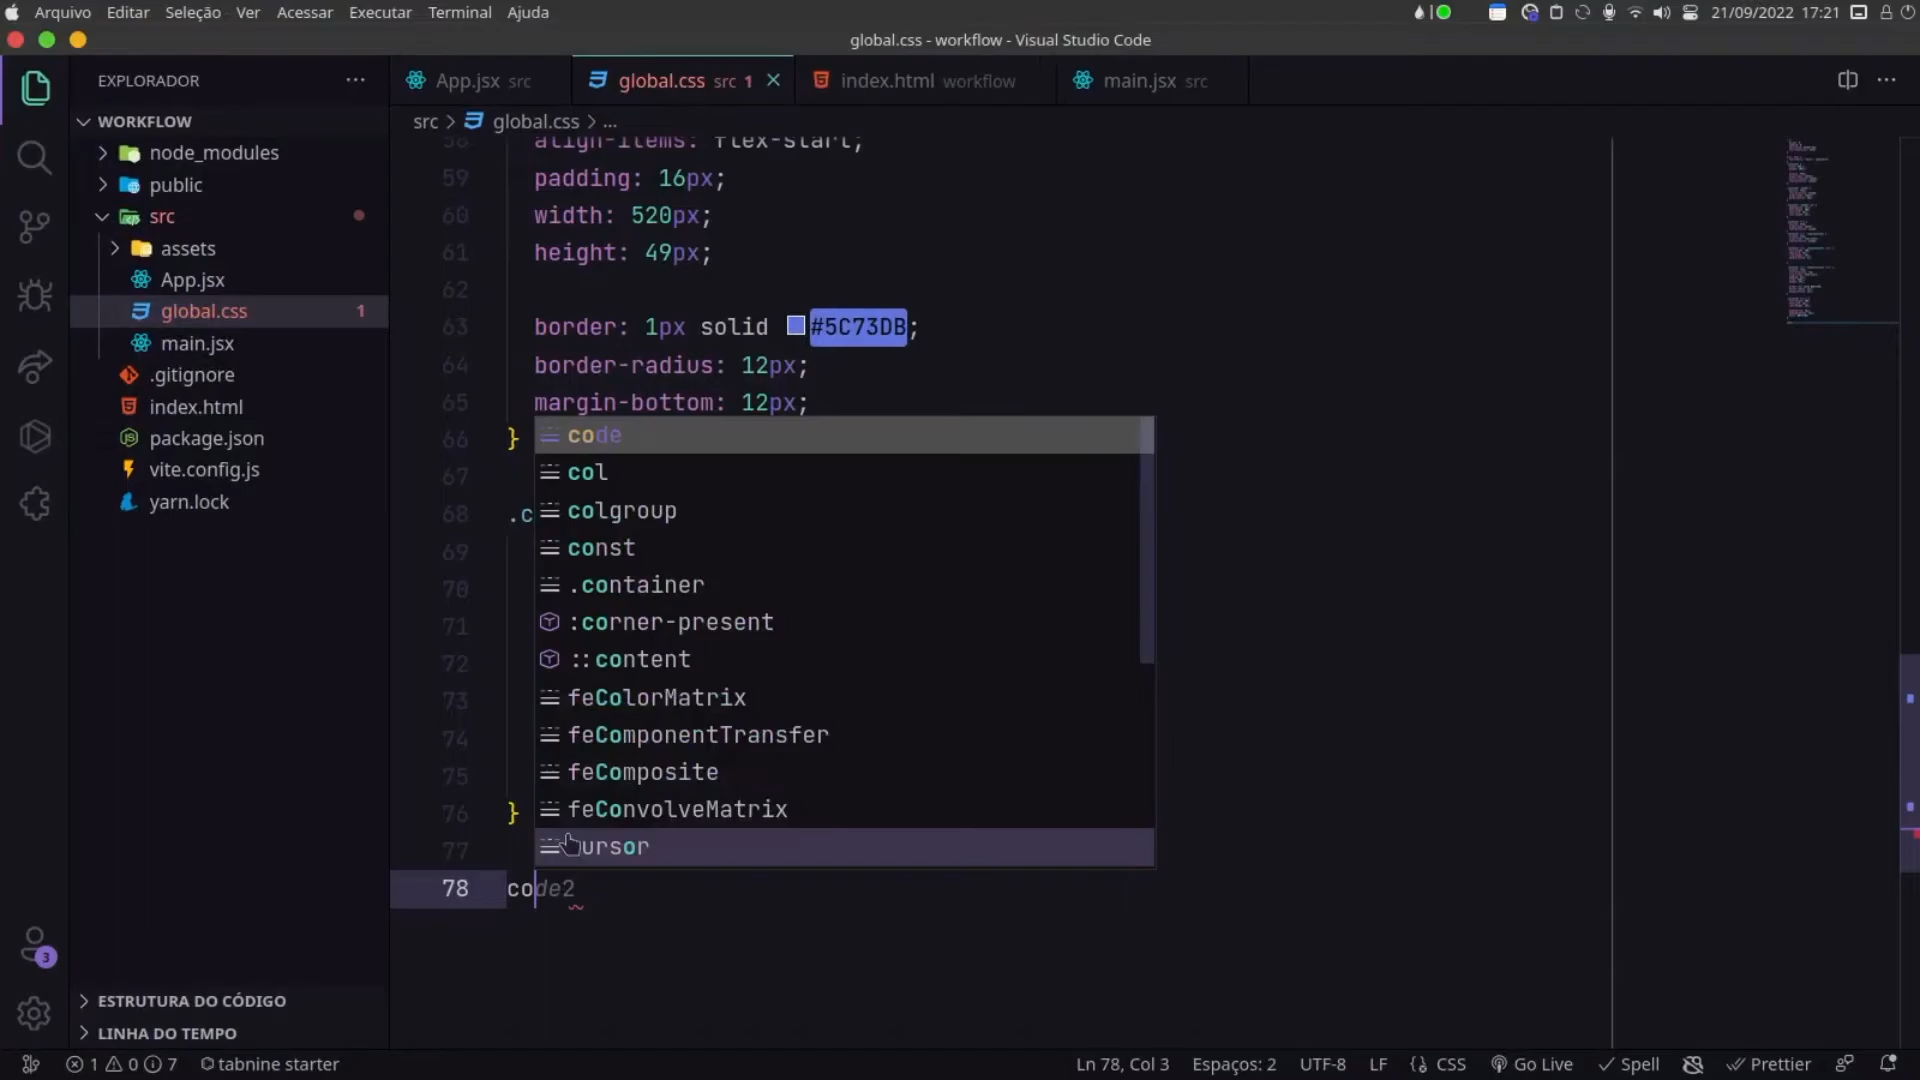 Arquivo Editar Seleção Ver Acessar Executar Terminal Ajuda
21/09/2022 17:21
global.css - workflow - Visual Studio Code
EXPLORADOR
App.jsx src
global.css src 1
index.html workflow
main.jsx src
WORKFLOW
src > global.css > ...
node_modules
public
src
assets
App.jsx
global.css 1
main.jsx
.gitignore
index.html
package.json
vite.config.js
yarn.lock
58 align-items: flex-start;
59 padding: 16px;
60 width: 520px;
61 height: 49px;
62
63 border: 1px solid #5C73DB;
64 border-radius: 12px;
65 margin-bottom: 12px;
66 }
67
68 .c
69
70
71
72
73
74
75
76 }
77
78 code2
code
col
colgroup
const
.container
:corner-present
::content
feColorMatrix
feComponentTransfer
feComposite
feConvolveMatrix
ursor
3
ESTRUTURA DO CÓDIGO
LINHA DO TEMPO
1 0 7 tabnine starter
Ln 78, Col 3 Espaços: 2 UTF-8 LF CSS Go Live Spell Prettier